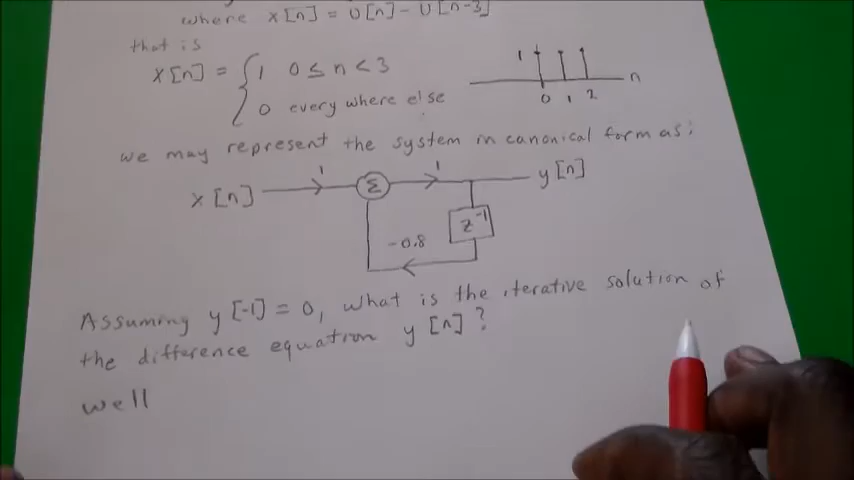 where x[n] = U[n] - U[n-3]
that is
x[n] = { 1 0 ≤ n < 3
0 every where else
1
n
0 1 2
we may represent the system in canonical form as:
1 1
x[n] Σ y[n]
z⁻¹
-0.8
Assuming y[-1] = 0, what is the iterative solution of
the difference equation y[n]?
well